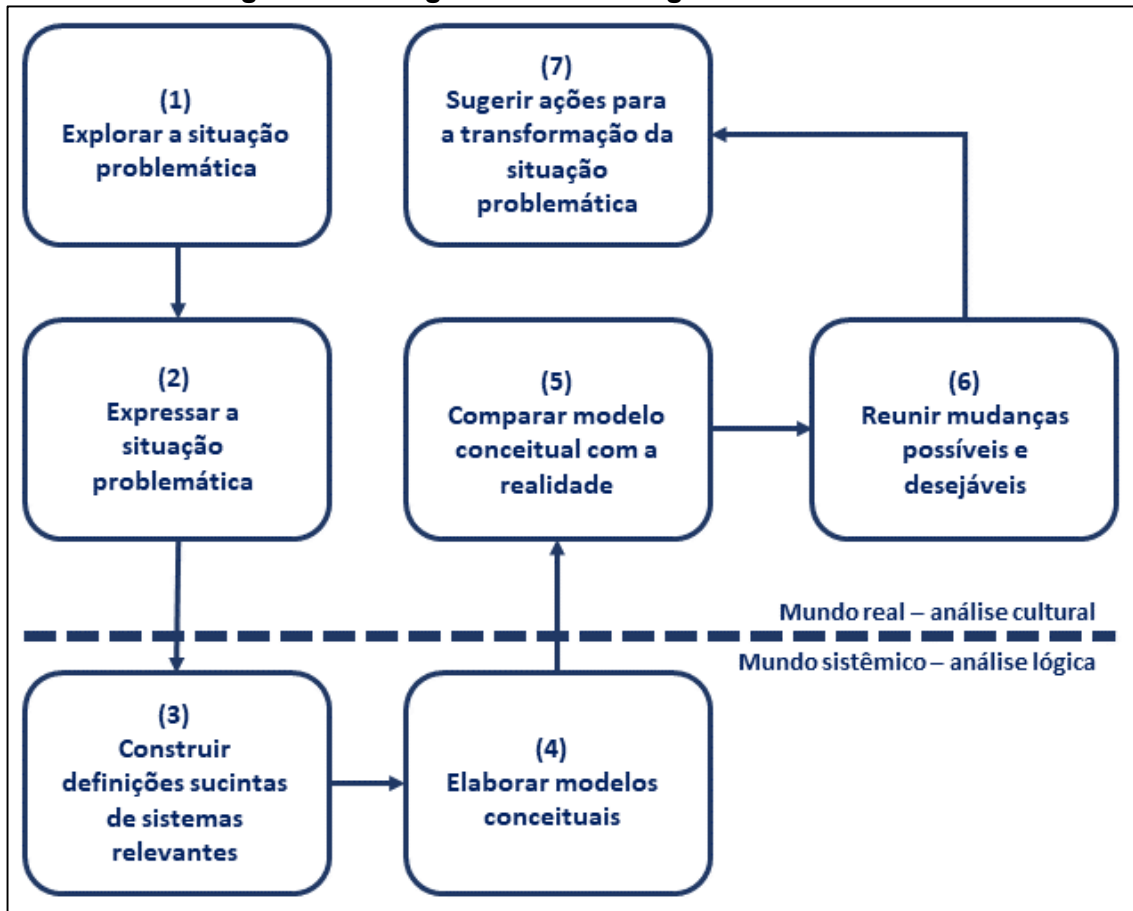 (1)
Explorar a situação
problemática
(7)
Sugerir ações para
a transformação da
situação
problemática
(2)
Expressar a
situação
problemática
(5)
Comparar modelo
conceitual com a
realidade
(6)
Reunir mudanças
possíveis e
desejáveis
Mundo real – análise cultural
Mundo sistêmico – análise lógica
(3)
Construir
definições sucintas
de sistemas
relevantes
(4)
Elaborar modelos
conceituais